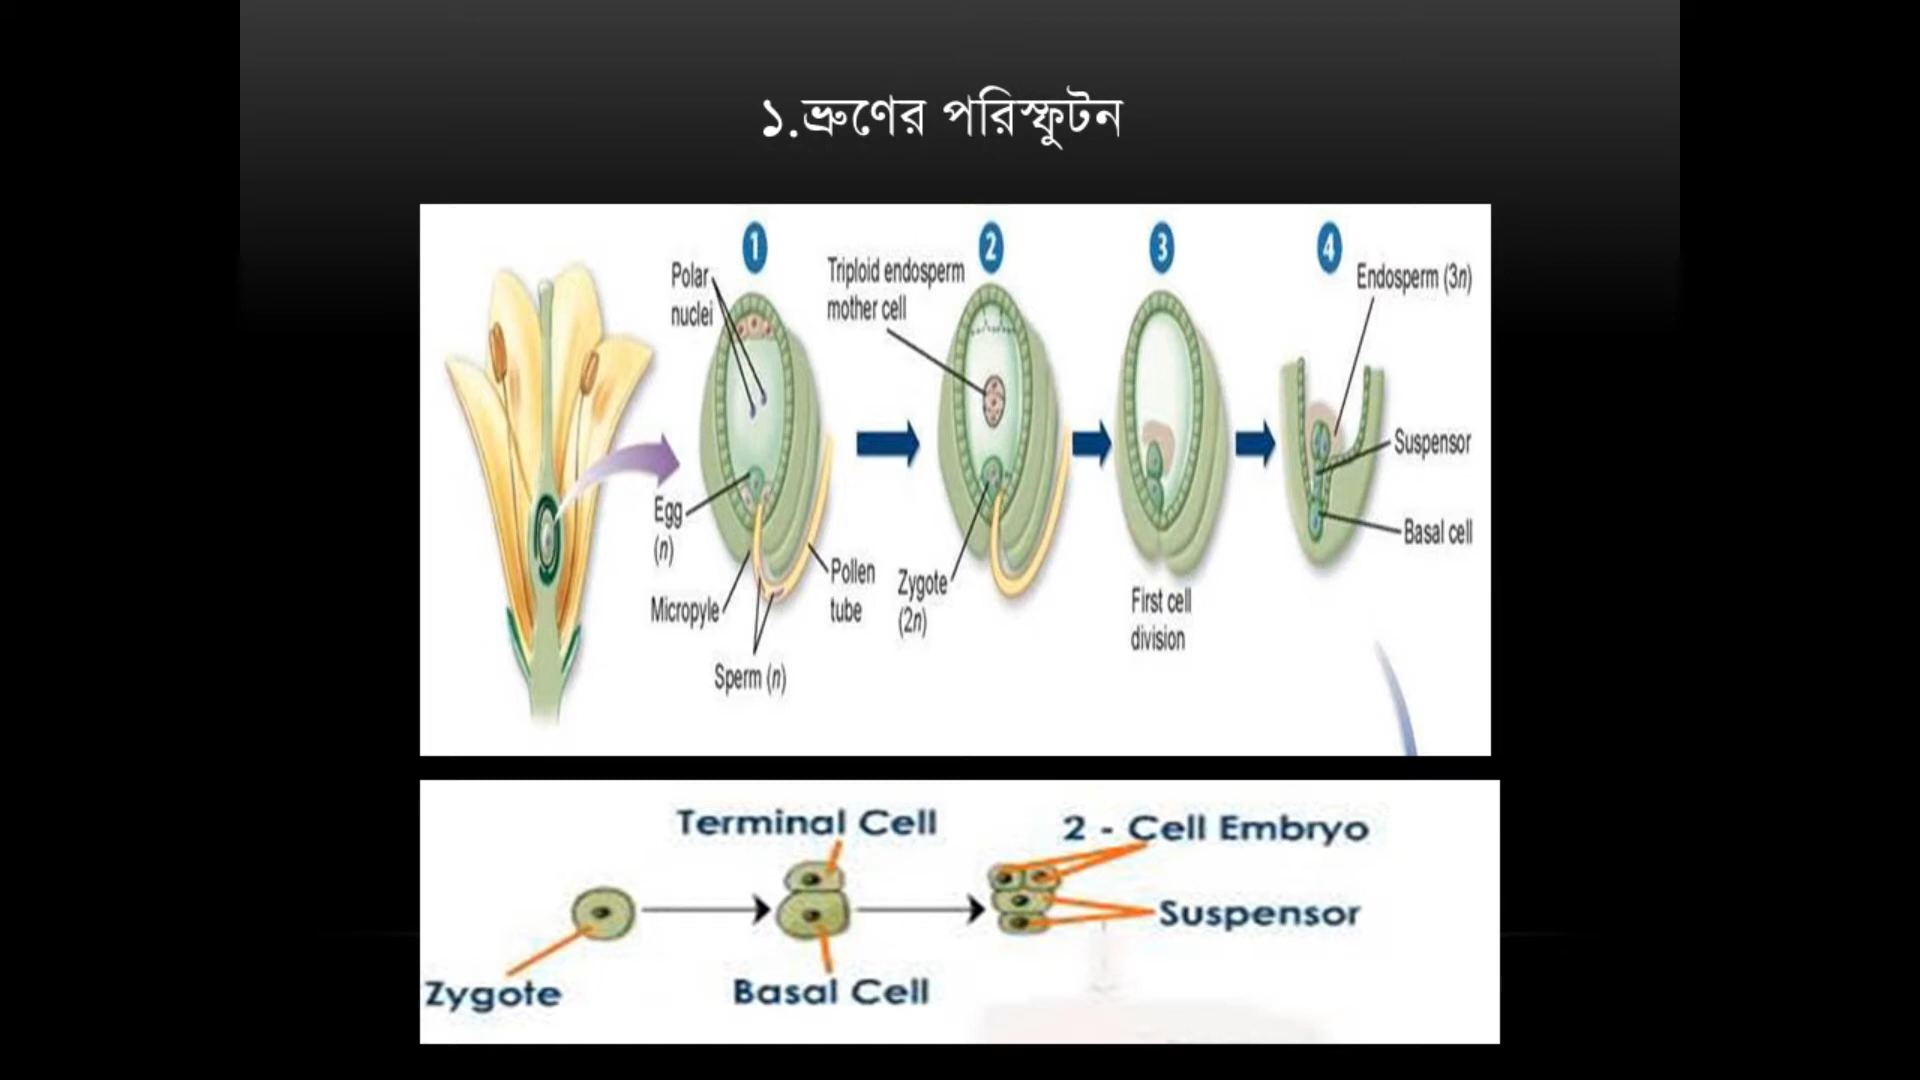 ১.ভ্রুণের পরিস্ফুটন
1
2
3
4
Polar
nuclei
Triploid endosperm
mother cell
Endosperm (3n)
Suspensor
Egg
(n)
Basal cell
Pollen
tube
Zygote
(2n)
Micropyle
First cell
division
Sperm (n)
Terminal Cell
2 - Cell Embryo
Suspensor
Zygote
Basal Cell